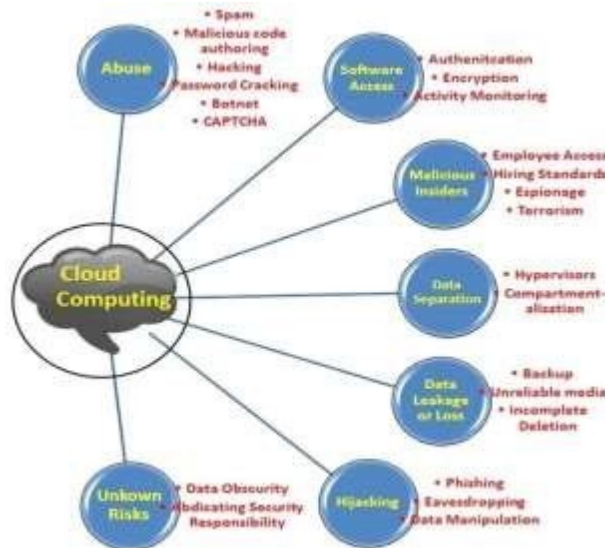 Abuse
• Spam
• Malicious code
authoring
• Hacking
• Password Cracking
• Botnet
• CAPTCHA
Software
Access
• Authenitcation
• Encryption
• Activity Monitoring
Malicious
Insiders
• Employee Access
• Hiring Standards
• Espionage
• Terrorism
Cloud
Computing
Data
Separation
• Hypervisors
• Compartment-
alization
Data
Leakage
or Loss
• Backup
• Unreliable media
• Incomplete
Deletion
Unkown
Risks
• Data Obscurity
• Abdicating Security
Responsibility
Hijacking
• Phishing
• Eavesdropping
• Data Manipulation